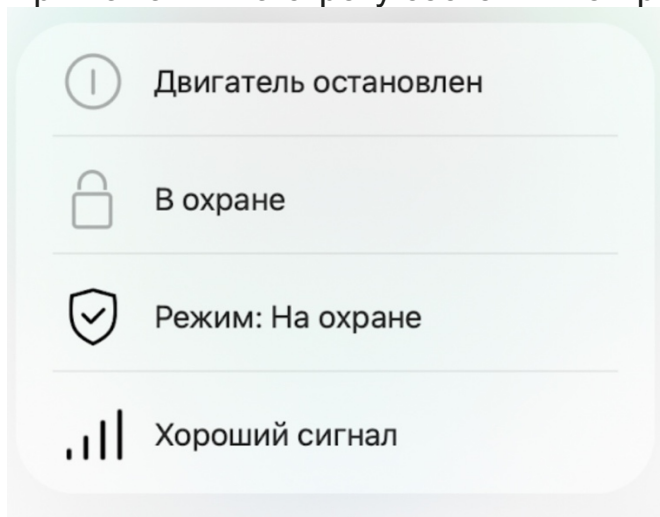 Двигатель остановлен
В охране
Режим: На охране
Хороший сигнал